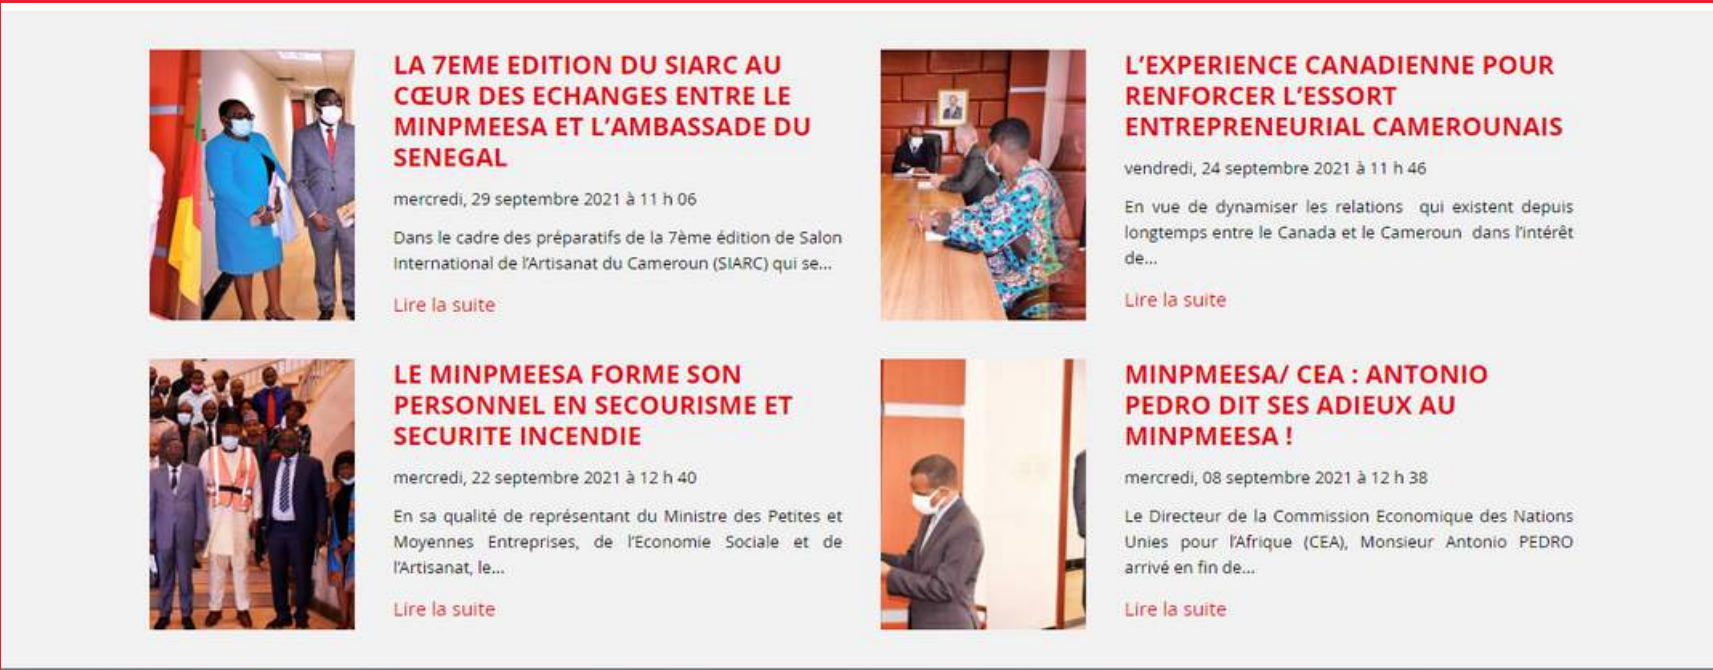 LA 7EME EDITION DU SIARC AU
CŒUR DES ECHANGES ENTRE LE
MINPMEESA ET L’AMBASSADE DU
SENEGAL
mercredi, 29 septembre 2021 à 11 h 06
Dans le cadre des préparatifs de la 7ème édition de Salon
International de l’Artisanat du Cameroun (SIARC) qui se...
Lire la suite
L’EXPERIENCE CANADIENNE POUR
RENFORCER L’ESSORT
ENTREPRENEURIAL CAMEROUNAIS
vendredi, 24 septembre 2021 à 11 h 46
En vue de dynamiser les relations qui existent depuis
longtemps entre le Canada et le Cameroun dans l’intérêt
de...
Lire la suite
LE MINPMEESA FORME SON
PERSONNEL EN SECOURISME ET
SECURITE INCENDIE
mercredi, 22 septembre 2021 à 12 h 40
En sa qualité de représentant du Ministre des Petites et
Moyennes Entreprises, de l’Economie Sociale et de
l’Artisanat, le...
Lire la suite
MINPMEESA/ CEA : ANTONIO
PEDRO DIT SES ADIEUX AU
MINPMEESA !
mercredi, 08 septembre 2021 à 12 h 38
Le Directeur de la Commission Economique des Nations
Unies pour l’Afrique (CEA), Monsieur Antonio PEDRO
arrivé en fin de...
Lire la suite